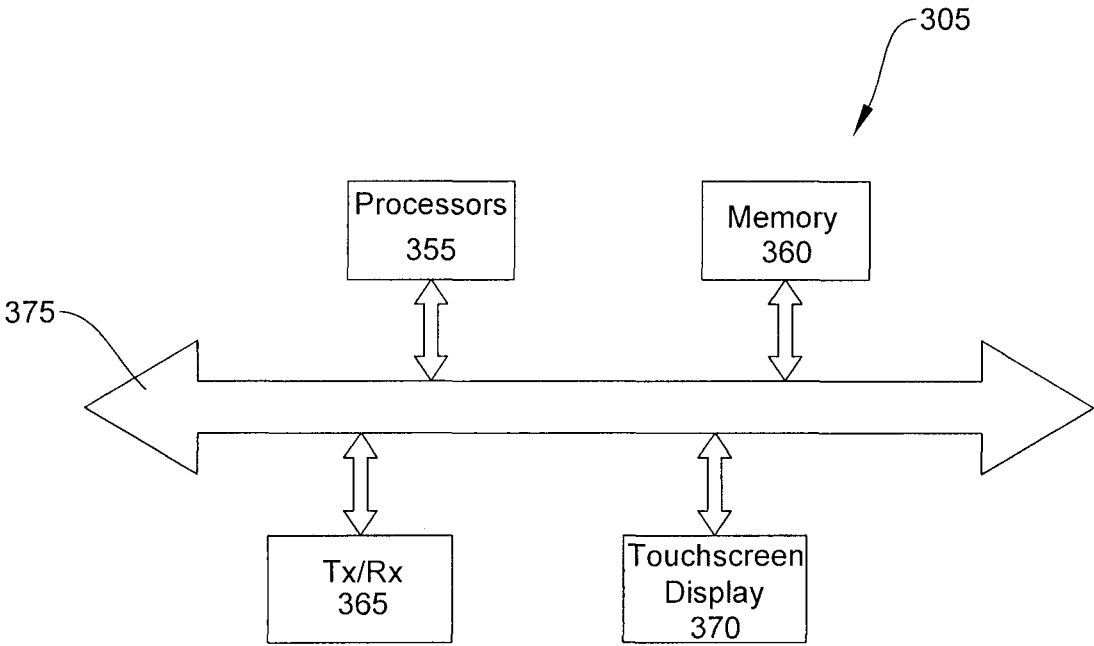 305
Processors
355
Memory
360
375
Tx/Rx
365
Touchscreen
Display
370